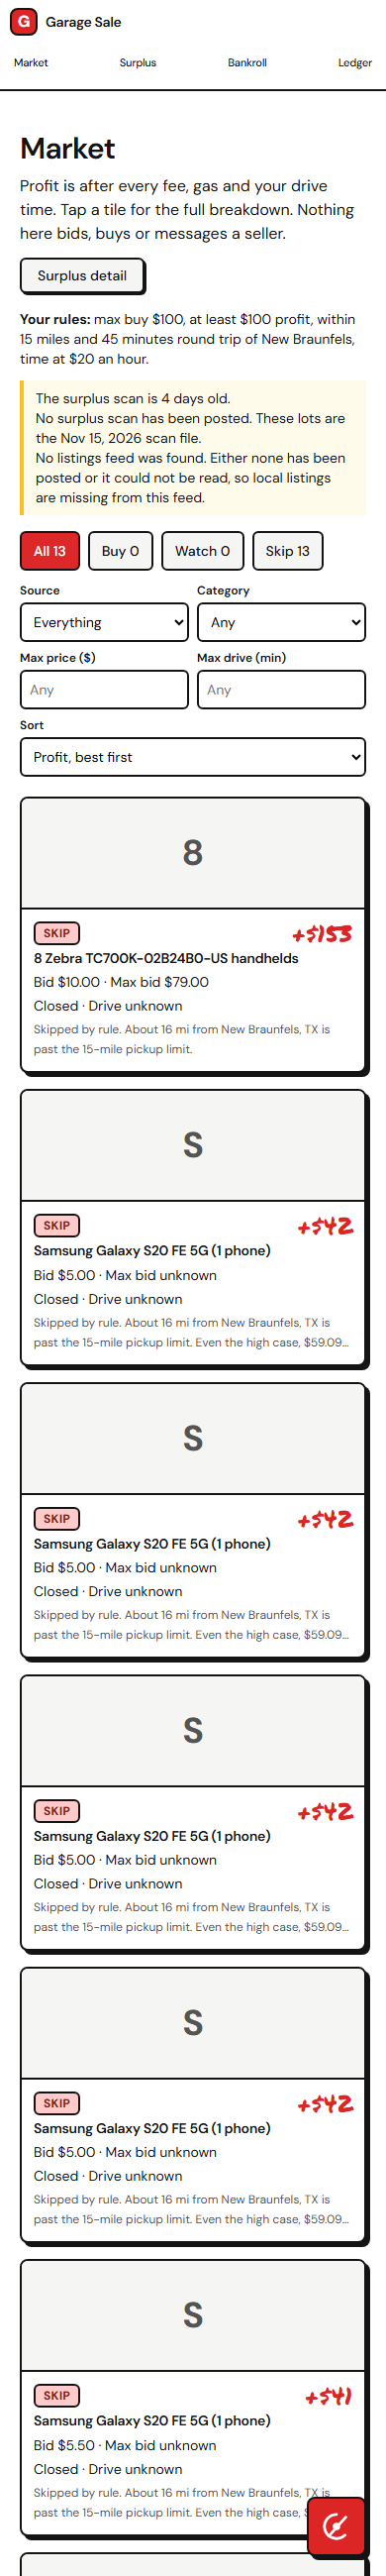 G Garage Sale
Market Surplus Bankroll Ledger
Market
Profit is after every fee, gas and your drive
time. Tap a tile for the full breakdown. Nothing
here bids, buys or messages a seller.
Surplus detail
Your rules: max buy $100, at least $100 profit, within
15 miles and 45 minutes round trip of New Braunfels,
time at $20 an hour.
The surplus scan is 4 days old.
No surplus scan has been posted. These lots are
the Nov 15, 2026 scan file.
No listings feed was found. Either none has been
posted or it could not be read, so local listings
are missing from this feed.
All 13 Buy 0 Watch 0 Skip 13
Source Category
Everything Any
Max price ($) Max drive (min)
Any Any
Sort
Profit, best first
8
SKIP +$153
8 Zebra TC700K-02B24B0-US handhelds
Bid $10.00 · Max bid $79.00
Closed · Drive unknown
Skipped by rule. About 16 mi from New Braunfels, TX is
past the 15-mile pickup limit.
S
SKIP +$42
Samsung Galaxy S20 FE 5G (1 phone)
Bid $5.00 · Max bid unknown
Closed · Drive unknown
Skipped by rule. About 16 mi from New Braunfels, TX is
past the 15-mile pickup limit. Even the high case, $59.09...
S
SKIP +$42
Samsung Galaxy S20 FE 5G (1 phone)
Bid $5.00 · Max bid unknown
Closed · Drive unknown
Skipped by rule. About 16 mi from New Braunfels, TX is
past the 15-mile pickup limit. Even the high case, $59.09...
S
SKIP +$42
Samsung Galaxy S20 FE 5G (1 phone)
Bid $5.00 · Max bid unknown
Closed · Drive unknown
Skipped by rule. About 16 mi from New Braunfels, TX is
past the 15-mile pickup limit. Even the high case, $59.09...
S
SKIP +$42
Samsung Galaxy S20 FE 5G (1 phone)
Bid $5.00 · Max bid unknown
Closed · Drive unknown
Skipped by rule. About 16 mi from New Braunfels, TX is
past the 15-mile pickup limit. Even the high case, $59.09...
S
SKIP +$41
Samsung Galaxy S20 FE 5G (1 phone)
Bid $5.50 · Max bid unknown
Closed · Drive unknown
Skipped by rule. About 16 mi from New Braunfels, TX is
past the 15-mile pickup limit. Even the high case,